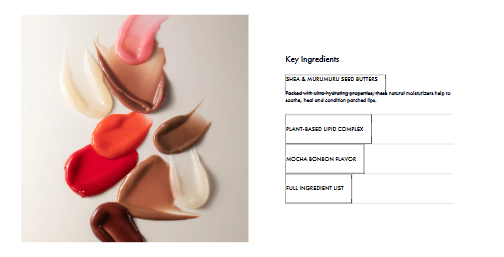 Key Ingredients
SHEA & MURUMURU SEED BUTTERS
Packed with ultra-hydrating properties, these natural moisturizers help to
soothe, heal and condition parched lips.
PLANT-BASED LIPID COMPLEX
MOCHA BONBON FLAVOR
FULL INGREDIENT LIST